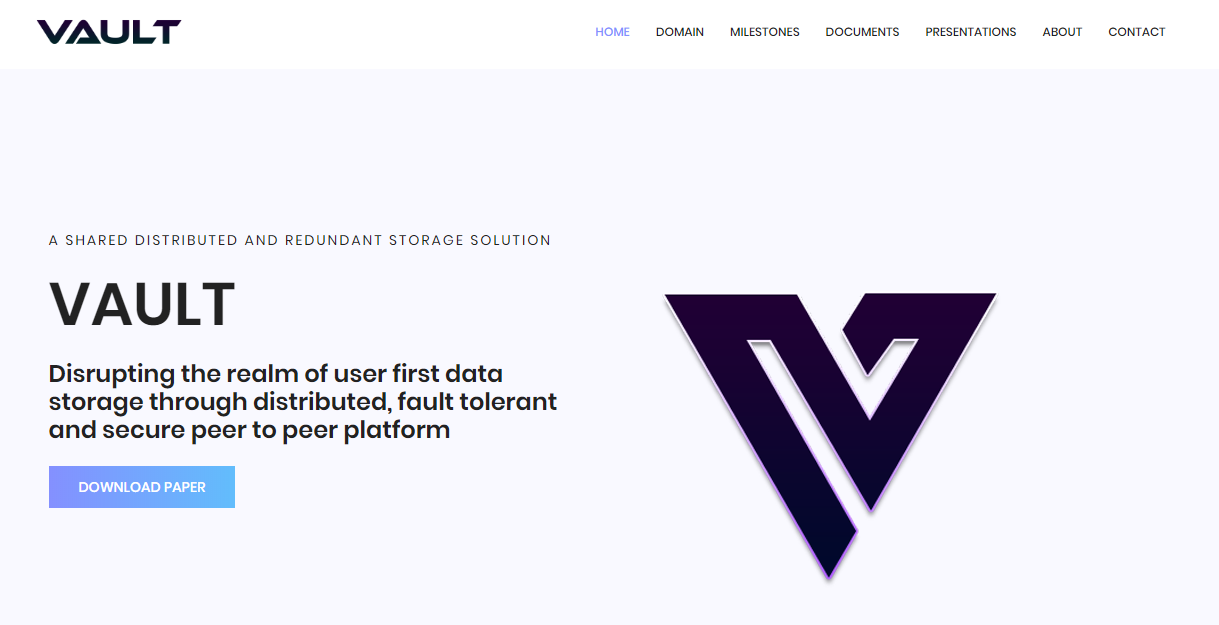 VAULT
HOME DOMAIN MILESTONES DOCUMENTS PRESENTATIONS ABOUT CONTACT
A SHARED DISTRIBUTED AND REDUNDANT STORAGE SOLUTION
VAULT
Disrupting the realm of user first data
storage through distributed, fault tolerant
and secure peer to peer platform
DOWNLOAD PAPER